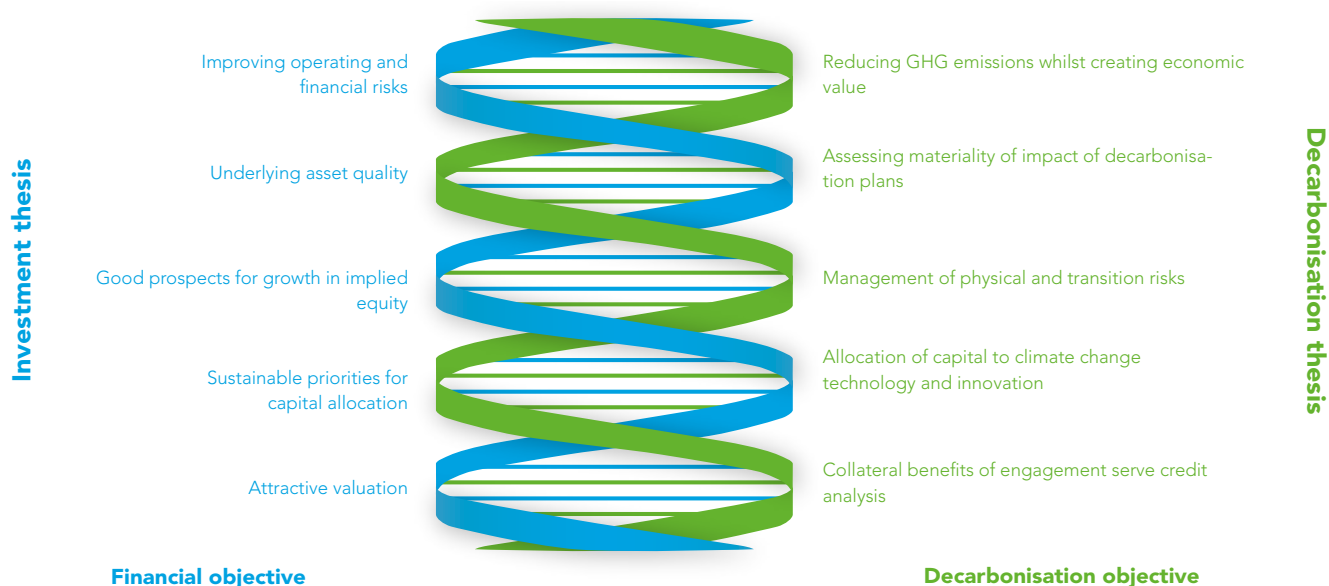 Investment thesis
Improving operating and
financial risks
Underlying asset quality
Good prospects for growth in implied
equity
Sustainable priorities for
capital allocation
Attractive valuation
Financial objective
Reducing GHG emissions whilst creating economic
value
Assessing materiality of impact of decarbonisa-
tion plans
Management of physical and transition risks
Allocation of capital to climate change
technology and innovation
Collateral benefits of engagement serve credit
analysis
Decarbonisation objective
Decarbonisation thesis